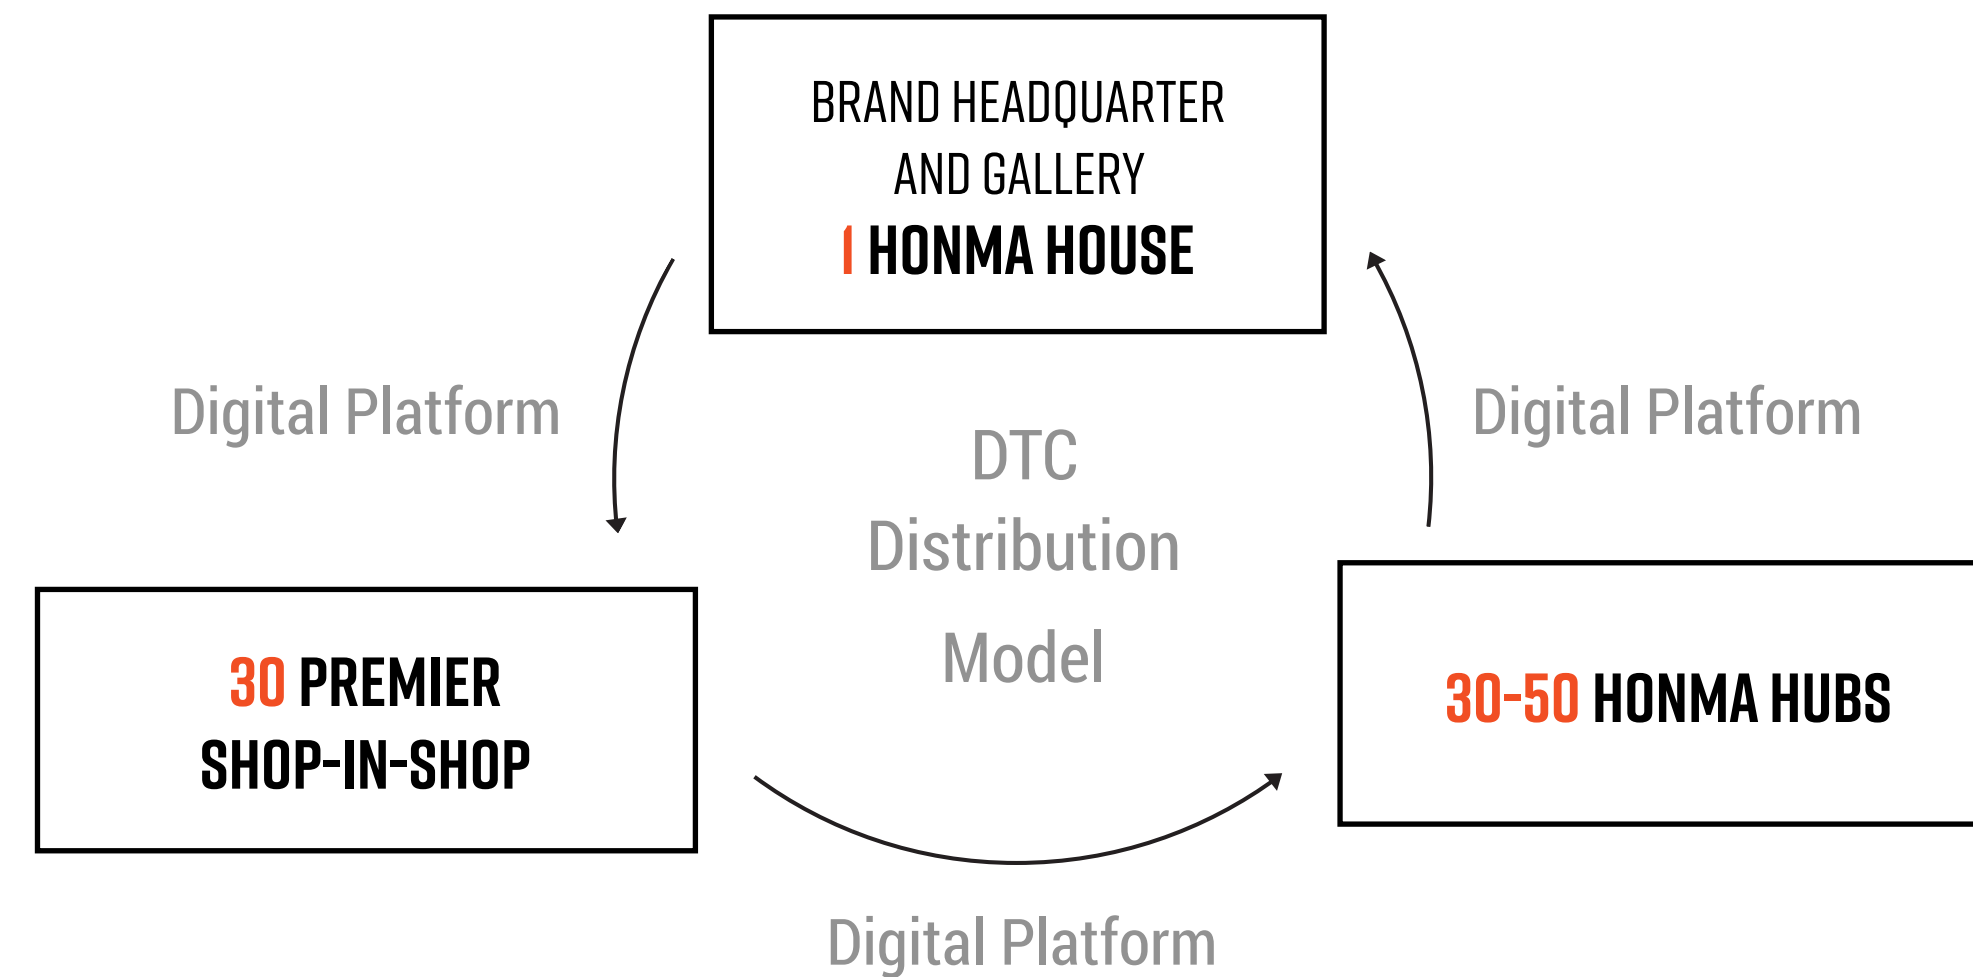 BRAND HEADQUARTER
AND GALLERY
1 HONMA HOUSE
Digital Platform
Digital Platform
DTC
Distribution
Model
30 PREMIER
SHOP-IN-SHOP
30-50 HONMA HUBS
Digital Platform